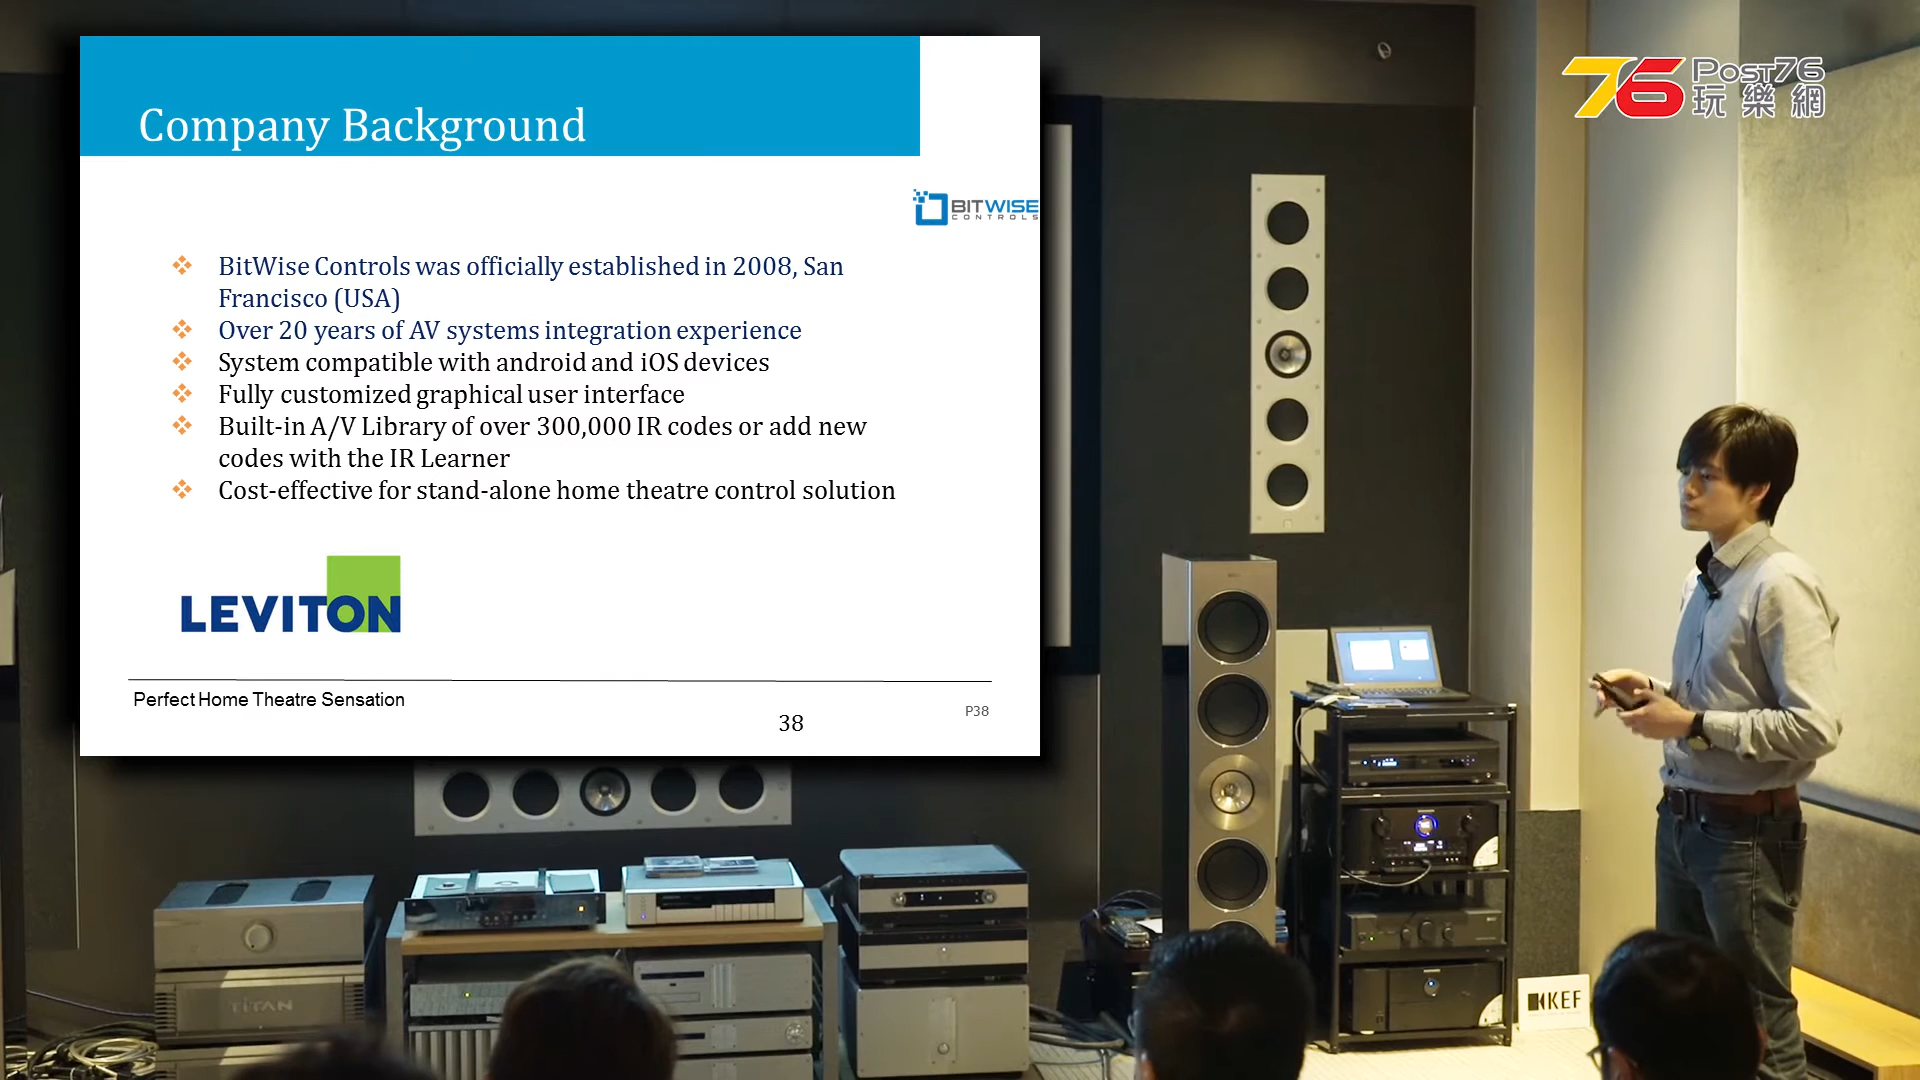 Company Background
76 Post76
玩樂網
BITWISE
CONTROLS
BitWise Controls was officially established in 2008, San
Francisco (USA)
Over 20 years of AV systems integration experience
System compatible with android and iOS devices
Fully customized graphical user interface
Built-in A/V Library of over 300,000 IR codes or add new
codes with the IR Learner
Cost-effective for stand-alone home theatre control solution
LEVITON
Perfect Home Theatre Sensation
38
P38
TITAN
KEF